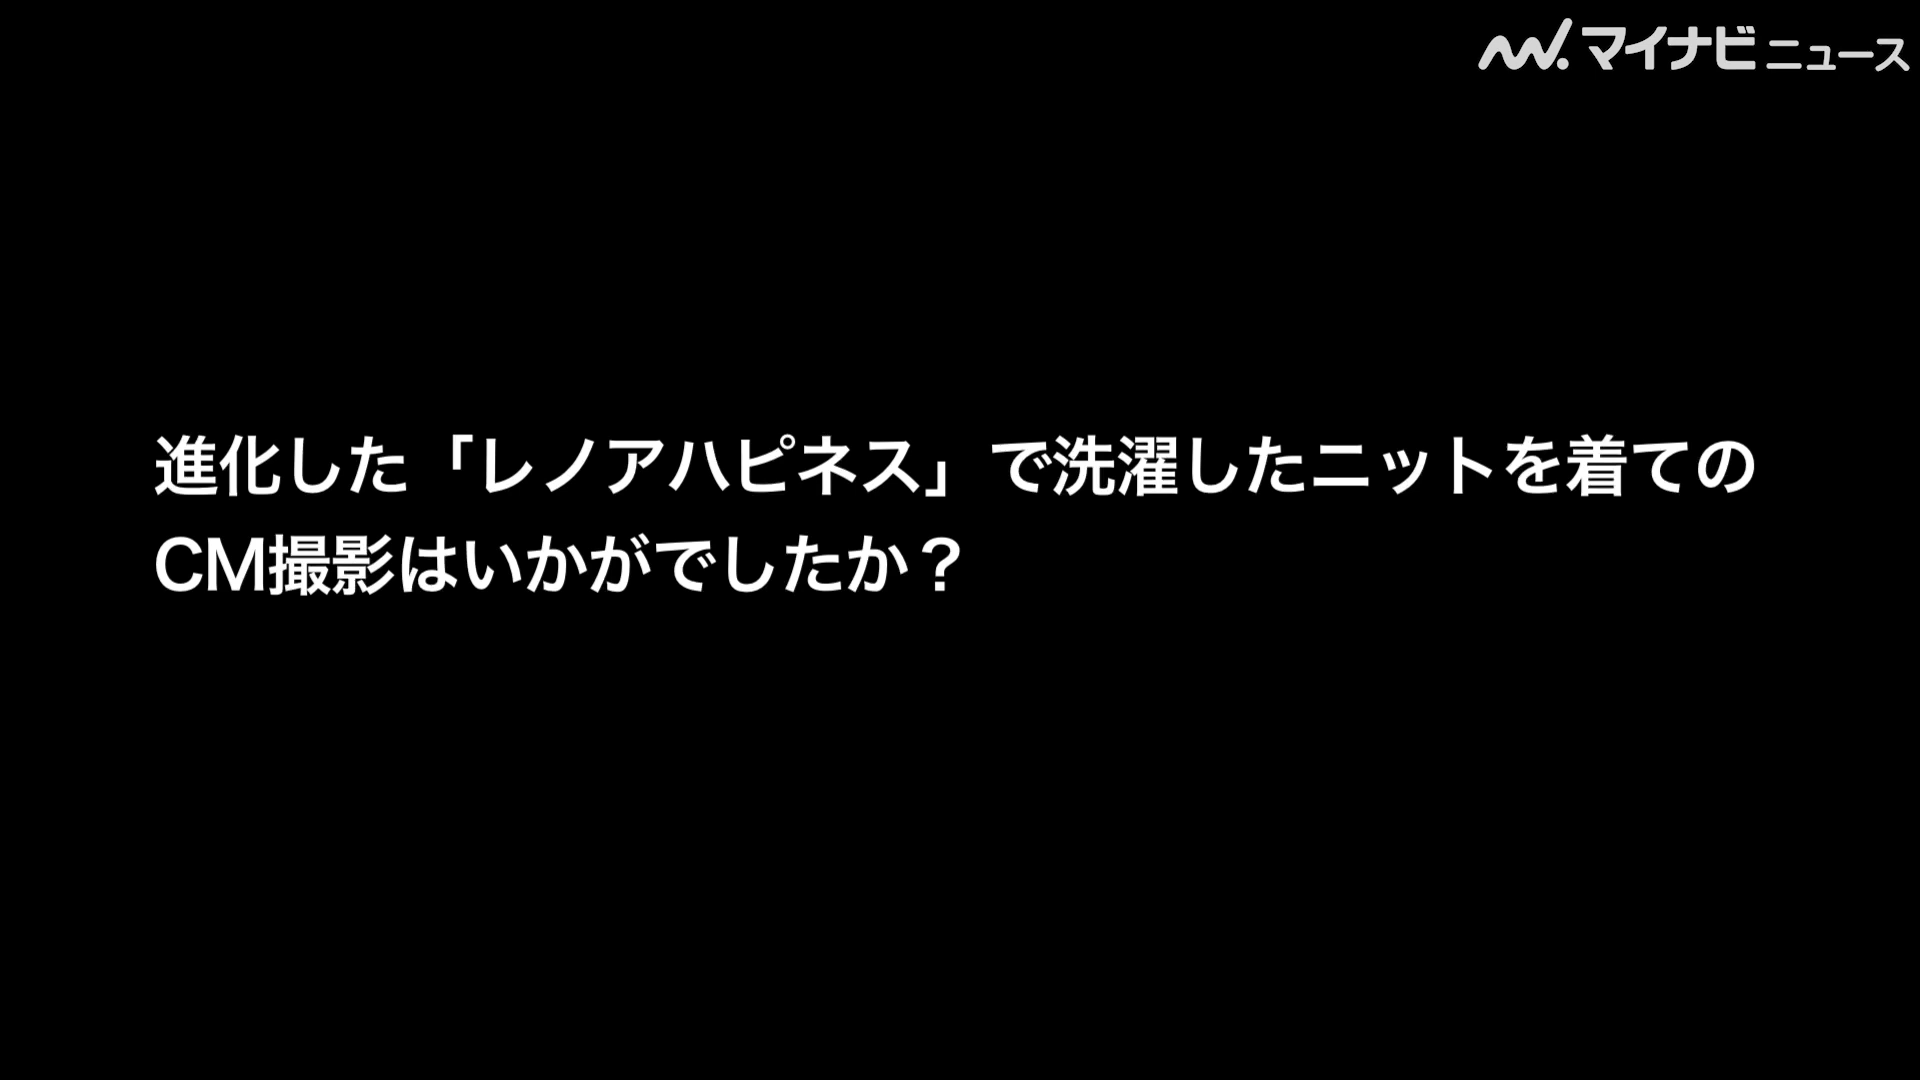 マイナビニュース
進化した「レノアハピネス」で洗濯したニットを着ての
CM撮影はいかがでしたか？